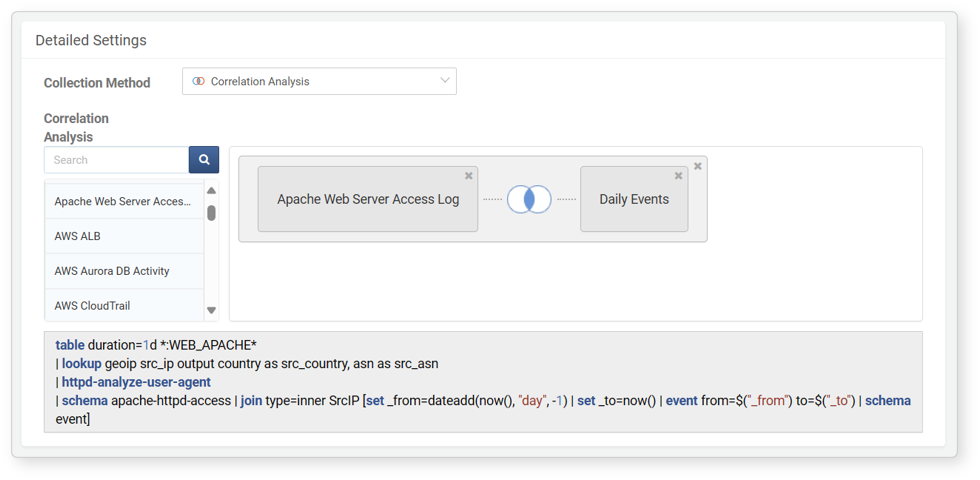 Detailed Settings
Collection Method
Correlation Analysis
Correlation
Analysis
Search
Apache Web Server Acces...
AWS ALB
AWS Aurora DB Activity
AWS CloudTrail
Apache Web Server Access Log
Daily Events
table duration=1d *:WEB_APACHE*
| lookup geoip src_ip output country as src_country, asn as src_asn
| httpd-analyze-user-agent
| schema apache-httpd-access | join type=inner SrcIP [set _from=dateadd(now(), "day", -1) | set _to=now() | event from=$("_from") to=$("_to") | schema
event]